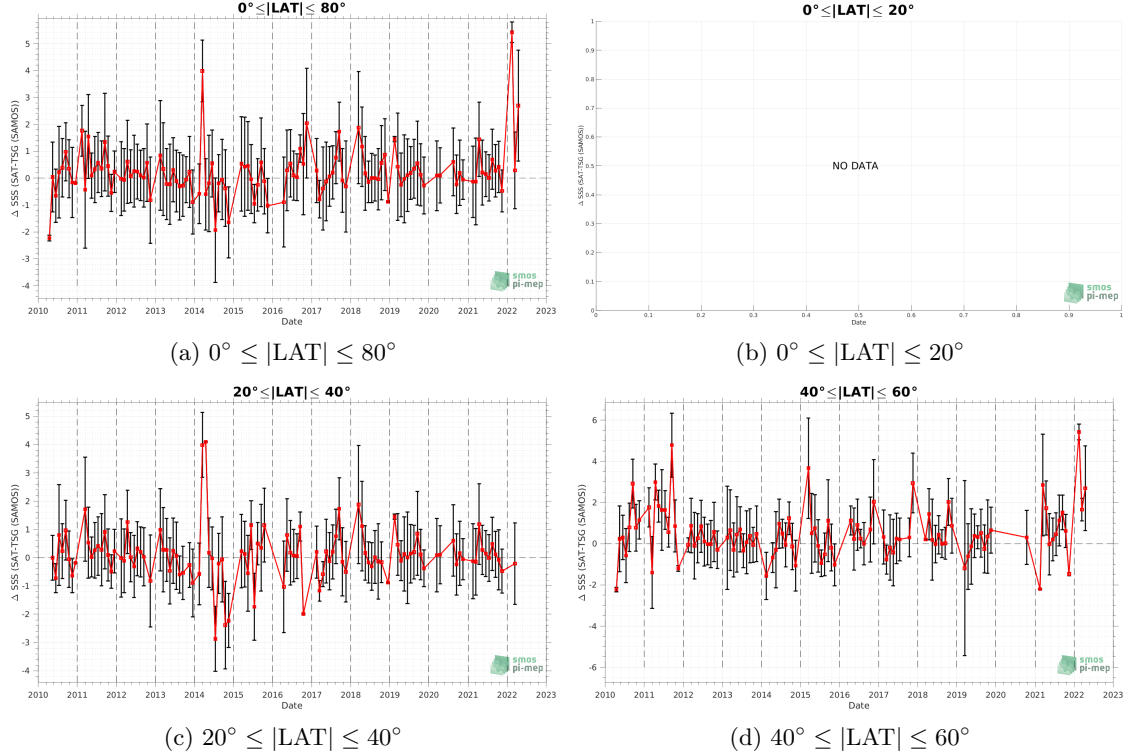 0°≤|LAT|≤ 80°
Δ SSS (SAT-TSG (SAMOS))
5
4
3
2
1
0
-1
-2
-3
-4
2010 2011 2012 2013 2014 2015 2016 2017 2018 2019 2020 2021 2022 2023
Date
smos
pi-mep
(a) 0° ≤ |LAT| ≤ 80°
0°≤|LAT|≤ 20°
Δ SSS (SAT-TSG (SAMOS))
1
0.9
0.8
0.7
0.6
0.5
0.4
0.3
0.2
0.1
0
NO DATA
0 0.1 0.2 0.3 0.4 0.5 0.6 0.7 0.8 0.9 1
Date
smos
pi-mep
(b) 0° ≤ |LAT| ≤ 20°
20°≤|LAT|≤ 40°
Δ SSS (SAT-TSG (SAMOS))
5
4
3
2
1
0
-1
-2
-3
-4
2010 2011 2012 2013 2014 2015 2016 2017 2018 2019 2020 2021 2022 2023
Date
smos
pi-mep
(c) 20° ≤ |LAT| ≤ 40°
40°≤|LAT|≤ 60°
Δ SSS (SAT-TSG (SAMOS))
6
4
2
0
-2
-4
-6
2010 2011 2012 2013 2014 2015 2016 2017 2018 2019 2020 2021 2022 2023
Date
smos
pi-mep
(d) 40° ≤ |LAT| ≤ 60°